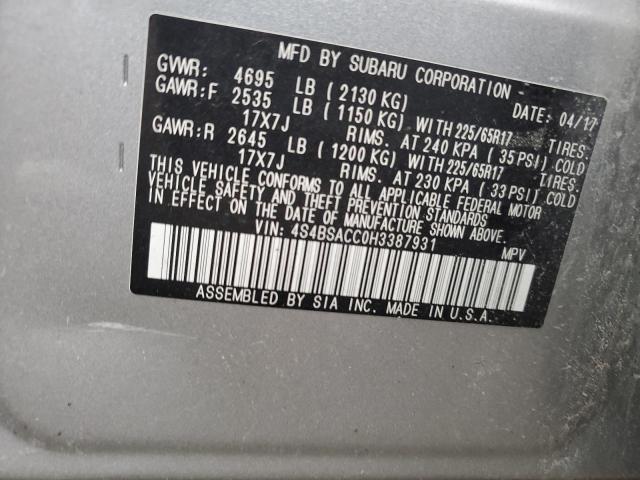 MFD BY SUBARU CORPORATION
GVWR: 4695 LB ( 2130 KG) DATE: 04/17
GAWR:F 2535 LB ( 1150 KG) WITH 225/65R17 TIRES.
17X7J RIMS. AT 240 KPA ( 35 PSI) COLD
GAWR:R 2645 LB ( 1200 KG) WITH 225/65R17 TIRES.
17X7J RIMS. AT 230 KPA ( 33 PSI) COLD
THIS VEHICLE CONFORMS TO ALL APPLICABLE FEDERAL MOTOR
VEHICLE SAFETY AND THEFT PREVENTION STANDARDS
IN EFFECT ON THE DATE OF MANUFACTURE SHOWN ABOVE.
VIN: 4S4BSACC0H3387931 MPV
ASSEMBLED BY SIA INC. MADE IN U.S.A.